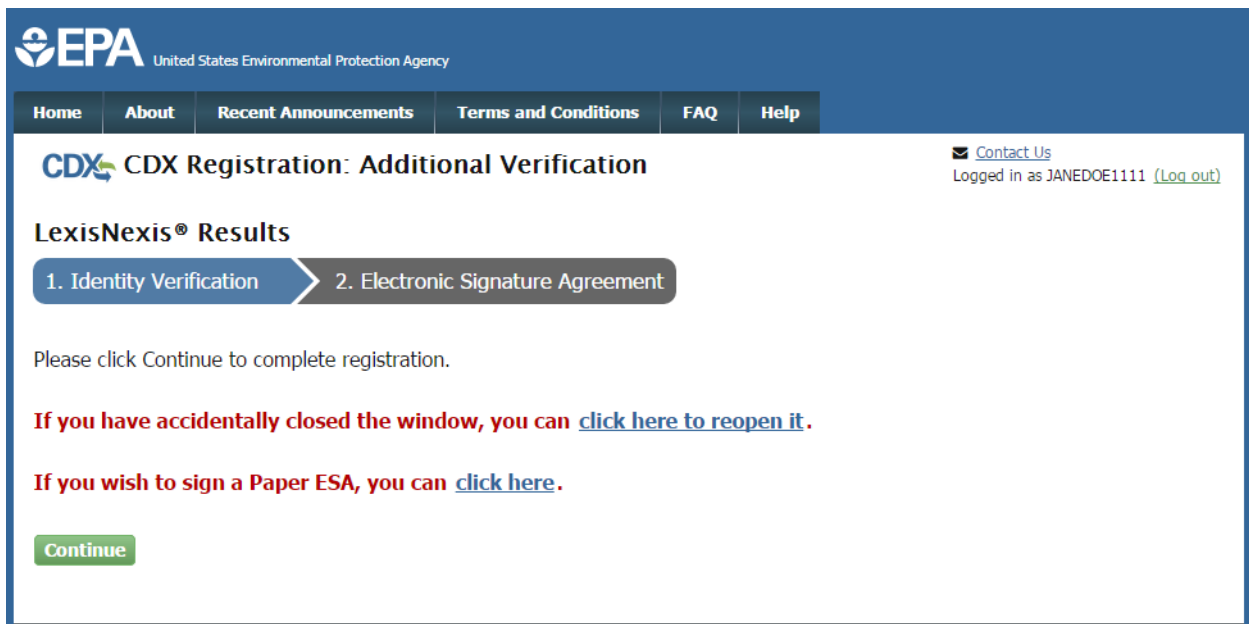 EPA United States Environmental Protection Agency
Home About Recent Announcements Terms and Conditions FAQ Help
CDX CDX Registration: Additional Verification
Contact Us
Logged in as JANEDOE1111 (Log out)
LexisNexis® Results
1. Identity Verification 2. Electronic Signature Agreement
Please click Continue to complete registration.
If you have accidentally closed the window, you can click here to reopen it.
If you wish to sign a Paper ESA, you can click here.
Continue